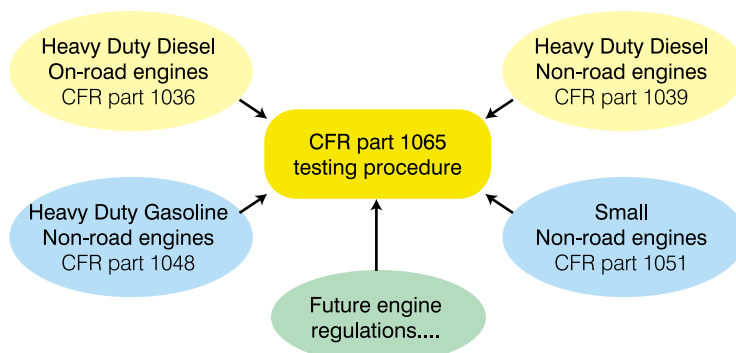 Heavy Duty Diesel
On-road engines
CFR part 1036
Heavy Duty Diesel
Non-road engines
CFR part 1039
CFR part 1065
testing procedure
Heavy Duty Gasoline
Non-road engines
CFR part 1048
Small
Non-road engines
CFR part 1051
Future engine
regulations....